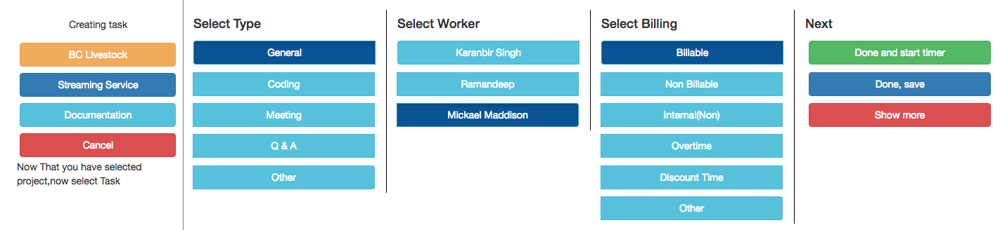 Creating task
BC Livestock
Streaming Service
Documentation
Cancel
Now That you have selected
project,now select Task
Select Type
General
Coding
Meeting
Q & A
Other
Select Worker
Karanbir Singh
Ramandeep
Mickael Maddison
Select Billing
Billable
Non Billable
Internal(Non)
Overtime
Discount Time
Other
Next
Done and start timer
Done, save
Show more